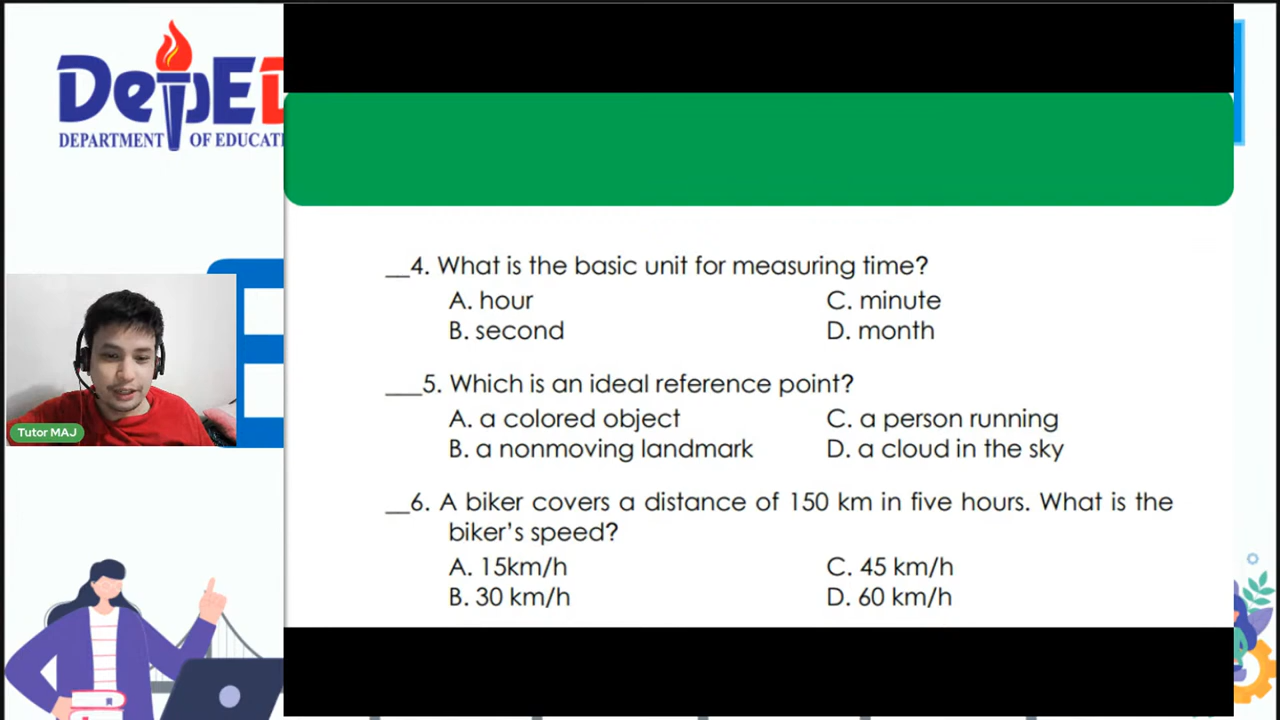 DepE
DEPARTMENT OF EDUCATI
__4. What is the basic unit for measuring time?
A. hour
C. minute
B. second
D. month
___5. Which is an ideal reference point?
A. a colored object
C. a person running
B. a nonmoving landmark
D. a cloud in the sky
__6. A biker covers a distance of 150 km in five hours. What is the
biker's speed?
A. 15km/h
C. 45 km/h
B. 30 km/h
D. 60 km/h
Tutor MAJ